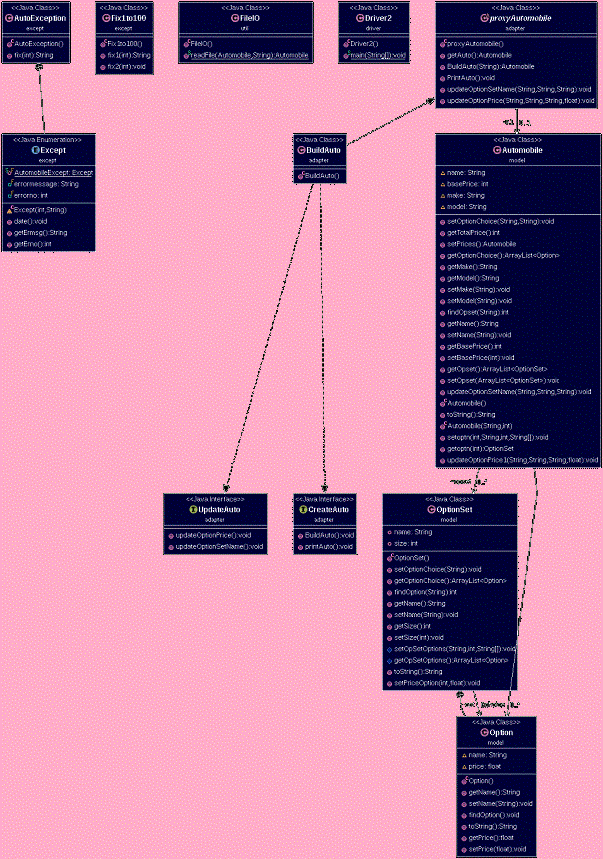 <<Java Class>>
AutoException
except
AutoException()
fix(int):String
<<Java Class>>
Fix1to100
except
Fix1to100()
fix1(int):String
fix2(int):void
<<Java Class>>
FileIO
util
FileIO()
readFile(Automobile,String):Automobile
<<Java Class>>
Driver2
driver
Driver2()
main(String[]):void
<<Java Class>>
proxyAutomobile
adapter
proxyAutomobile()
getAuto():Automobile
BuildAuto(String):Automobile
PrintAuto():void
updateOptionSetName(String,String,String):void
updateOptionPrice(String,String,String,float):void
<<Java Enumeration>>
Except
except
AutomobileExcept: Except
errormessage: String
errorno: int
Except(int,String)
date():void
getErmsg():String
getErno():int
<<Java Class>>
BuildAuto
adapter
BuildAuto()
<<Java Class>>
Automobile
model
name: String
basePrice: int
make: String
model: String
setOptionChoice(String,String):void
getTotalPrice():int
setPrices():Automobile
getOptionChoice():ArrayList<Option>
getMake():String
getModel():String
setMake(String):void
setModel(String):void
findOpset(String):int
getName():String
setName(String):void
getBasePrice():int
setBasePrice(int):void
getOpset():ArrayList<OptionSet>
setOpset(ArrayList<OptionSet>):void
updateOptionSetName(String,String,String):void
Automobile()
toString():String
Automobile(String,int)
setoptn(int,String,int,String[]):void
getoptn(int):OptionSet
updateOptionPrice1(String,String,String,float):void
<<Java Interface>>
UpdateAuto
adapter
updateOptionPrice():void
updateOptionSetName():void
<<Java Interface>>
CreateAuto
adapter
BuildAuto():void
printAuto():void
<<Java Class>>
OptionSet
model
name: String
size: int
OptionSet()
setOptionChoice(String):void
getOptionChoice():ArrayList<Option>
findOption(String):int
getName():String
setName(String):void
getSize():int
setSize(int):void
setOpSetOptions(String,int,String[]):void
getOpSetOptions():ArrayList<Option>
toString():String
setPriceOption(int,float):void
<<Java Class>>
Option
model
name: String
price: float
Option()
getName():String
setName(String):void
findOption():void
toString():String
getPrice():float
setPrice(float):void